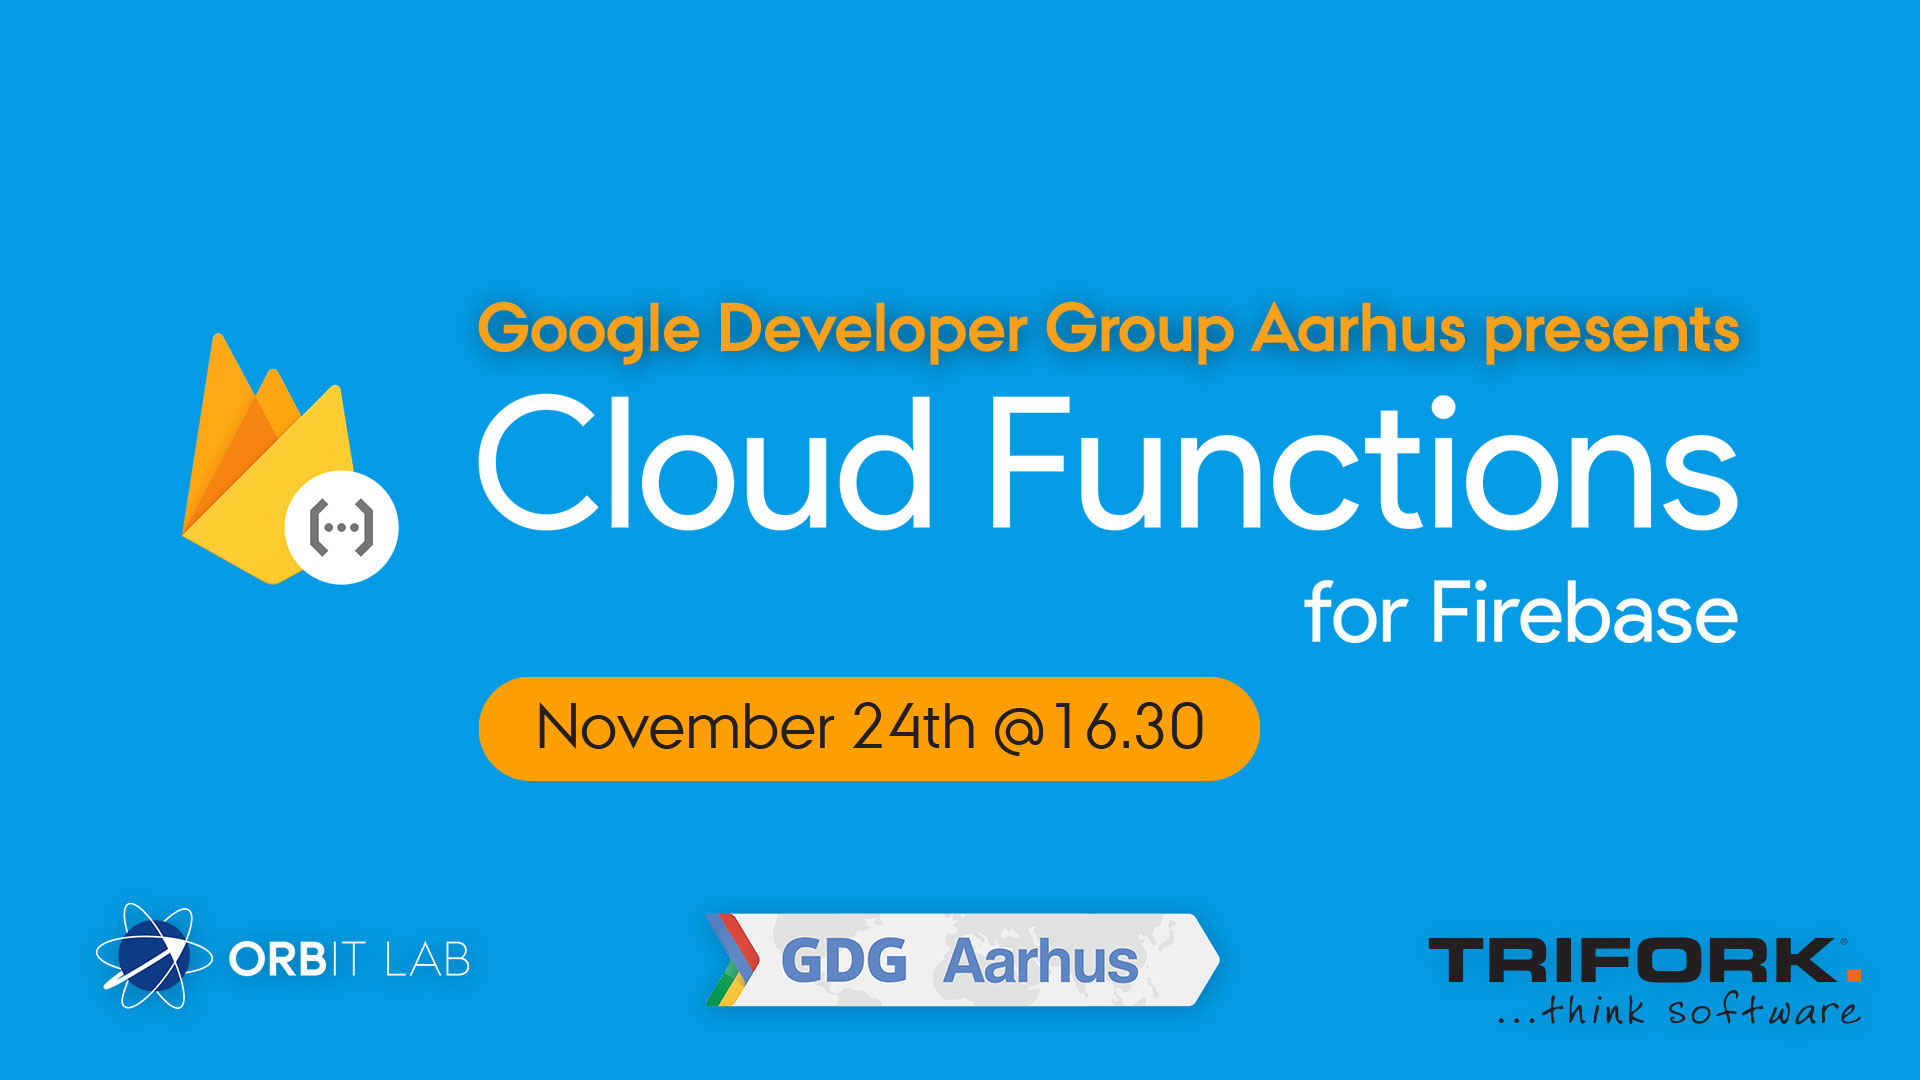 Google Developer Group Aarhus presents
Cloud Functions
for Firebase
November 24th @16.30
ORBIT LAB
GDG Aarhus
TRIFORK.®
...think software